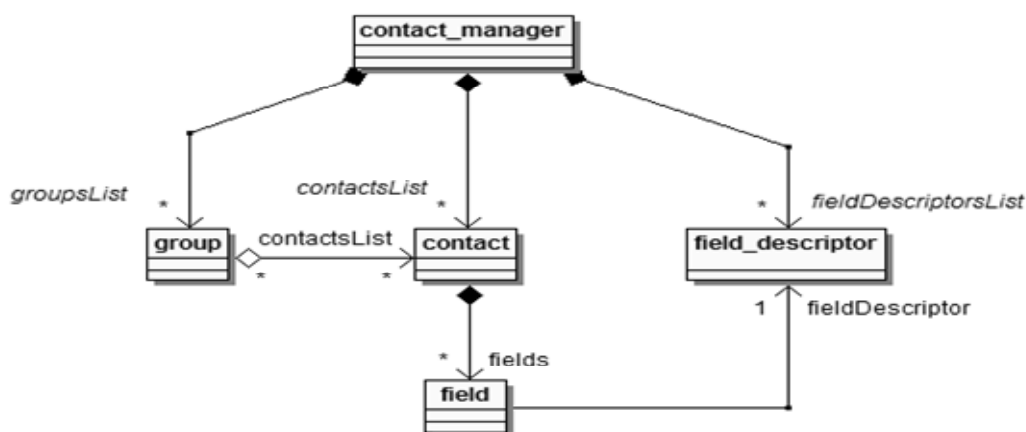 contact_manager
groupsList
*
contactsList
*
*
fieldDescriptorsList
group
contactsList
contact
field_descriptor
*
*
1
fieldDescriptor
*
fields
field